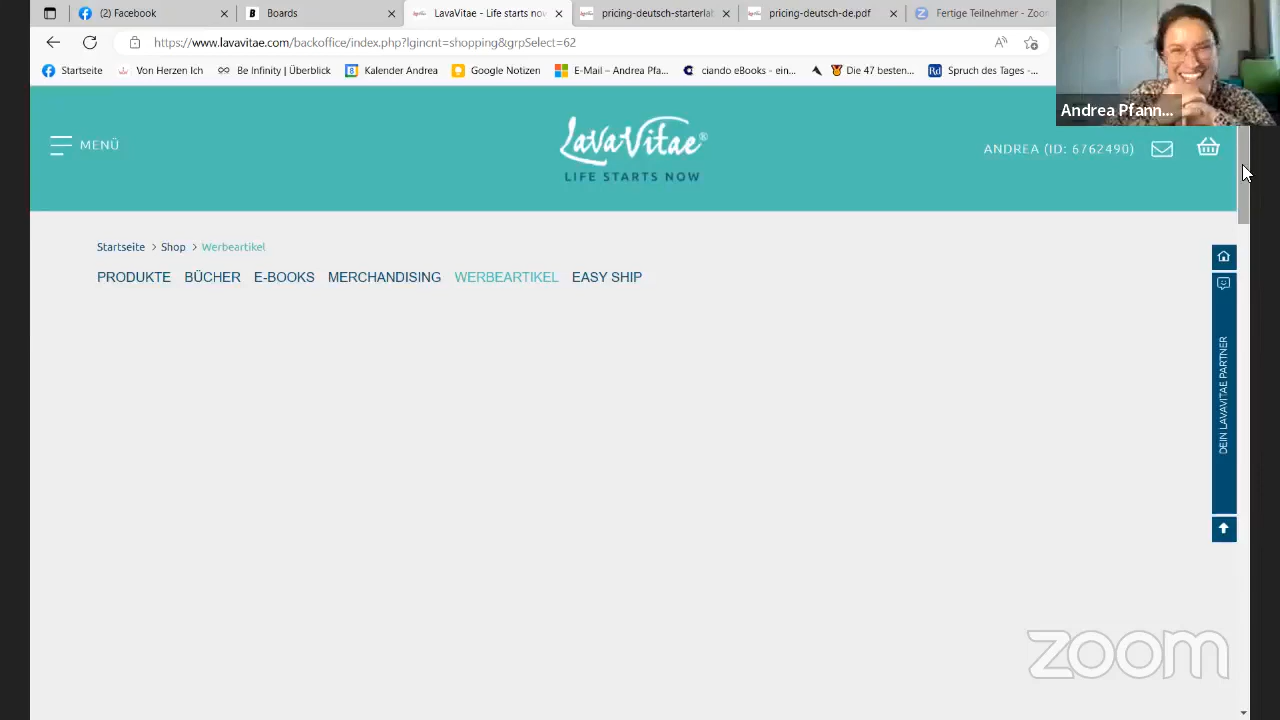 (2) Facebook
Boards
LavaVitae - Life starts now
pricing-deutsch-starterlab
pricing-deutsch-de.pdf
Fertige Teilnehmer - Zoom
https://www.lavavitae.com/backoffice/index.php?lgincnt=shopping&grpSelect=62
Startseite
Von Herzen Ich
Be Infinity | Überblick
Kalender Andrea
Google Notizen
E-Mail – Andrea Pfa...
ciando eBooks - ein...
Die 47 besten...
Spruch des Tages -...
Andrea Pfann...
MENÜ
LavaVitae®
LIFE STARTS NOW
ANDREA (ID: 6762490)
Startseite > Shop > Werbeartikel
PRODUKTE BÜCHER E-BOOKS MERCHANDISING WERBEARTIKEL EASY SHIP
DEIN LAVAVITAE PARTNER
zoom